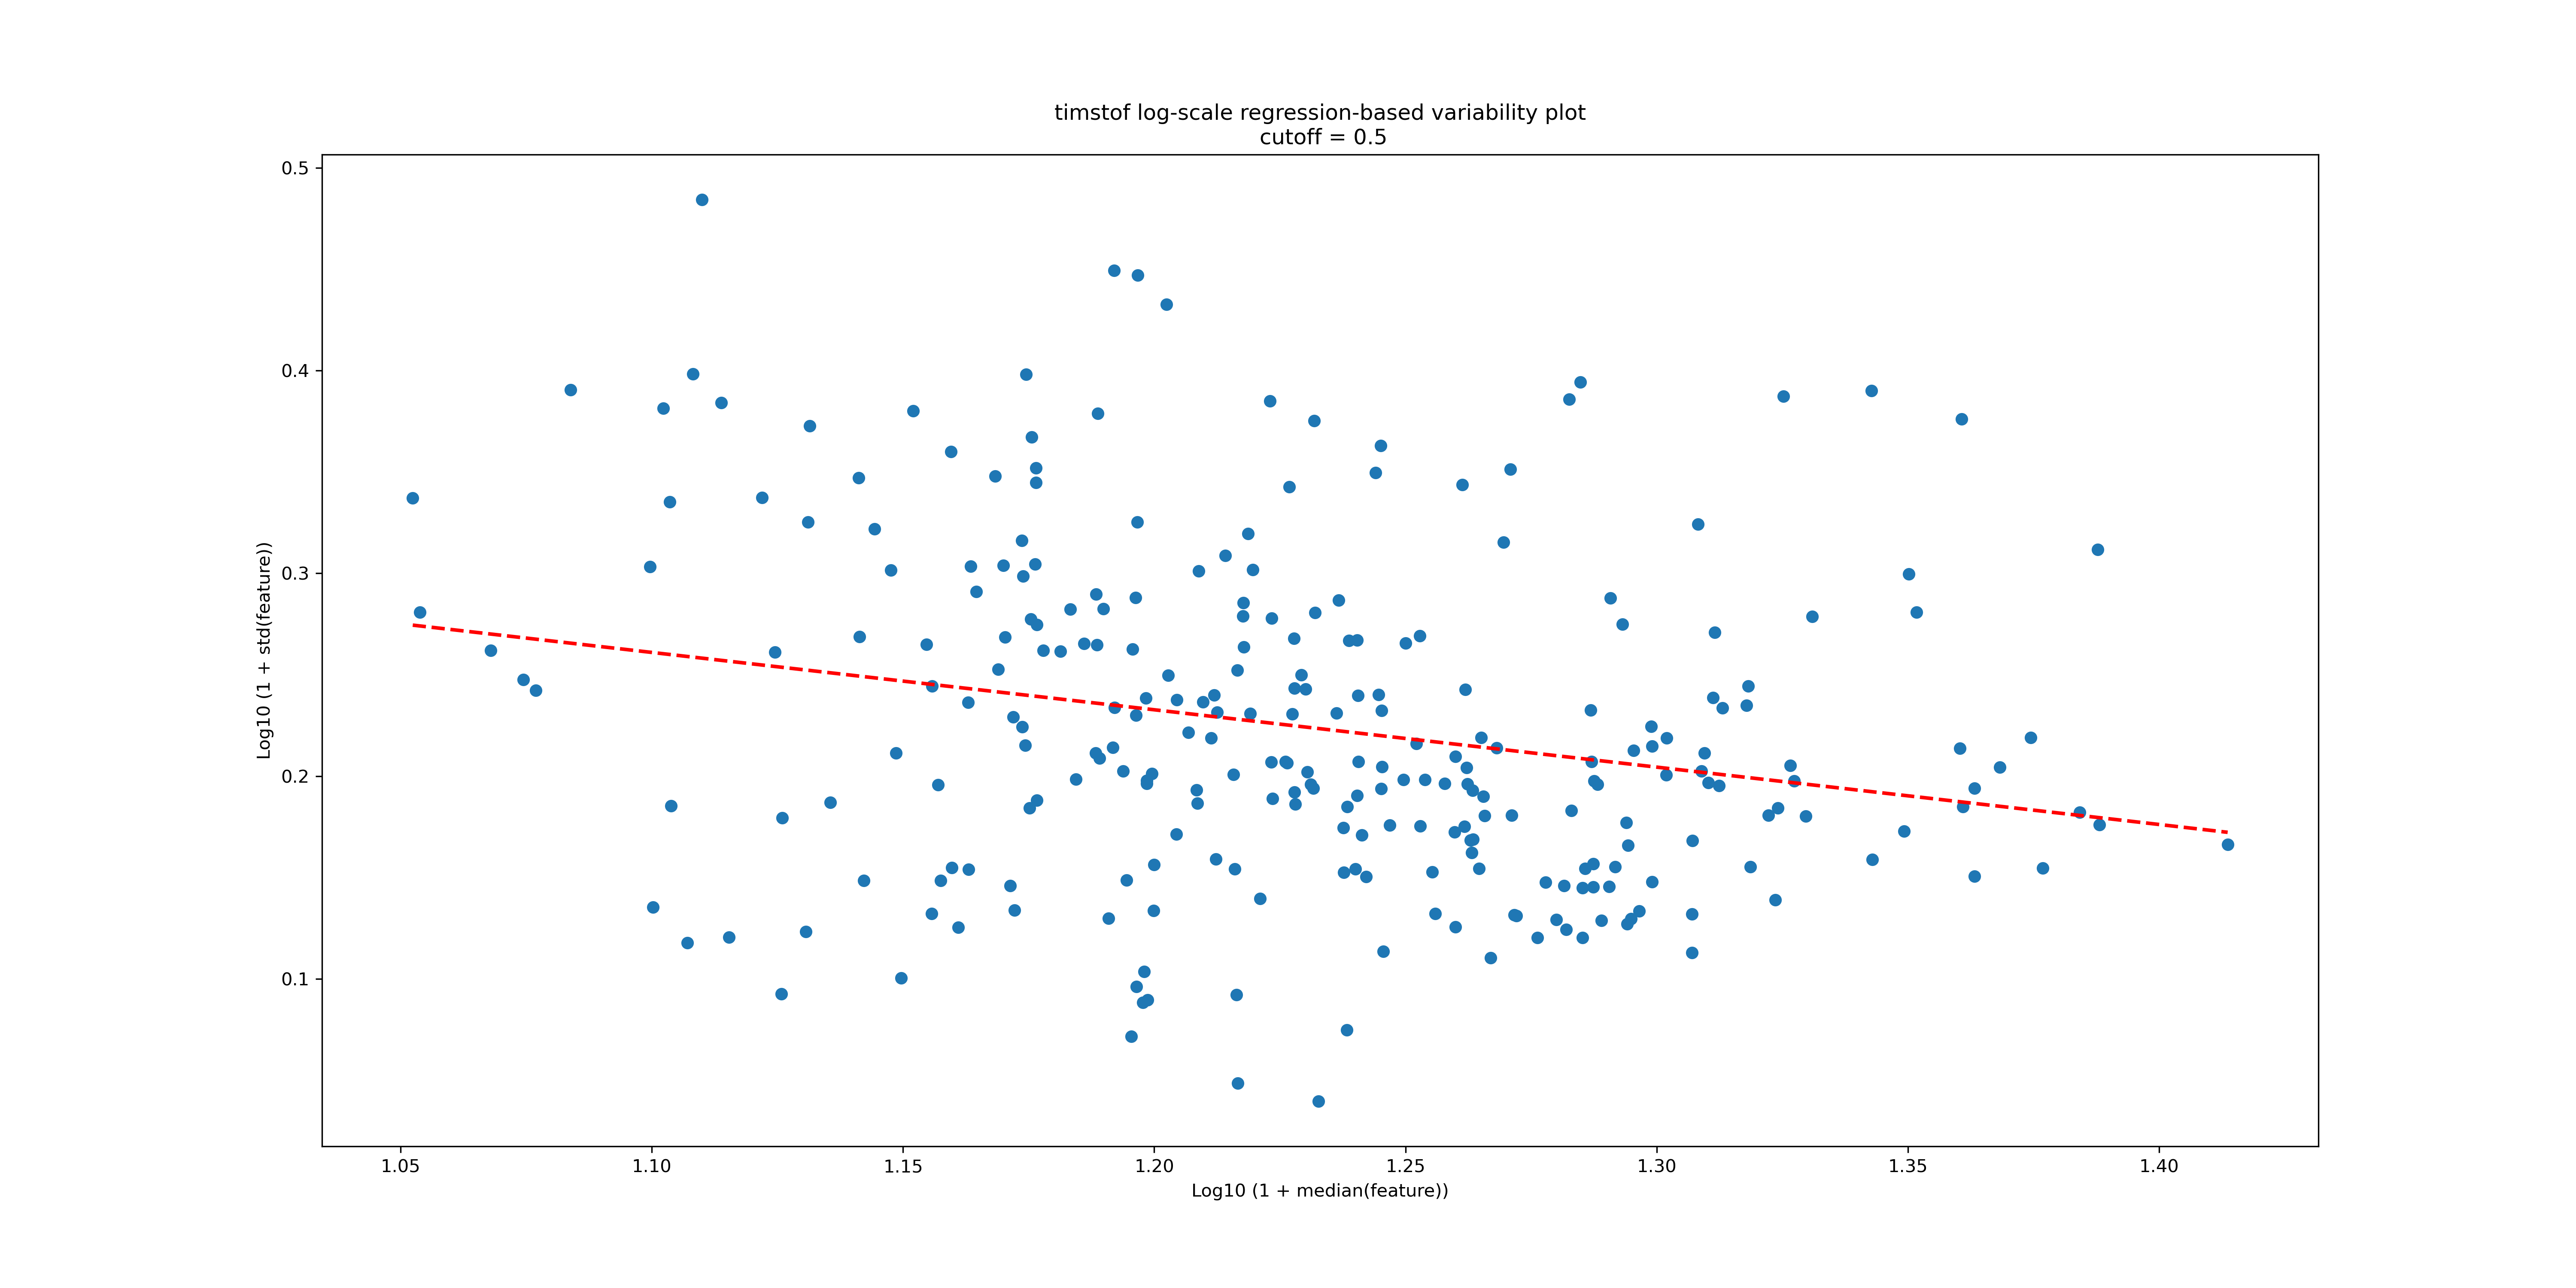 timstof log-scale regression-based variability plot
cutoff = 0.5
0.5
0.4
0.3
0.2
0.1
Log10 (1 + std(feature))
1.05 1.10 1.15 1.20 1.25 1.30 1.35 1.40
Log10 (1 + median(feature))